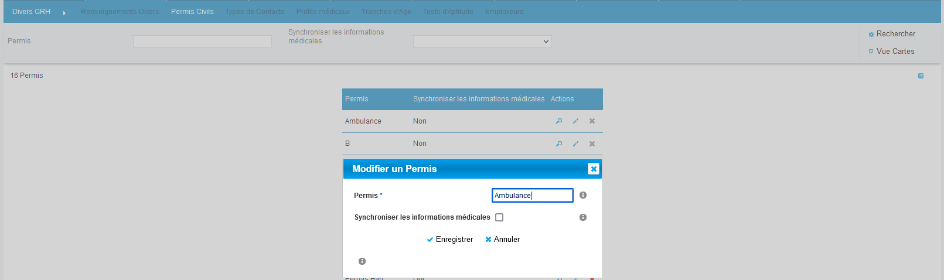 Divers GRH Renseignements Divers Permis Civils Types de Contacts Profils médicaux Tranches d'Age Tests d'Aptitude Employeurs
Permis
Synchroniser les informations
médicales
Rechercher
Vue Cartes
16 Permis
Permis Synchroniser les informations médicales Actions
Ambulance Non
B Non
Modifier un Permis
Permis *
Ambulance
Synchroniser les informations médicales
Enregistrer Annuler